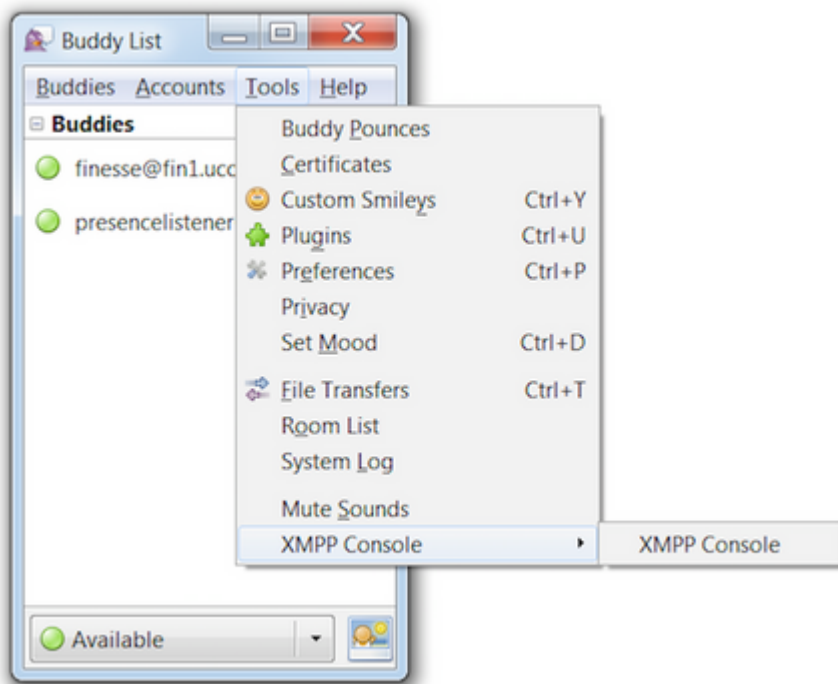 Buddy List
Buddies Accounts Tools Help
Buddies
finesse@fin1.ucc
presencelistener
Buddy Pounces
Certificates
Custom Smileys Ctrl+Y
Plugins Ctrl+U
Preferences Ctrl+P
Privacy
Set Mood Ctrl+D
File Transfers Ctrl+T
Room List
System Log
Mute Sounds
XMPP Console
XMPP Console
Available